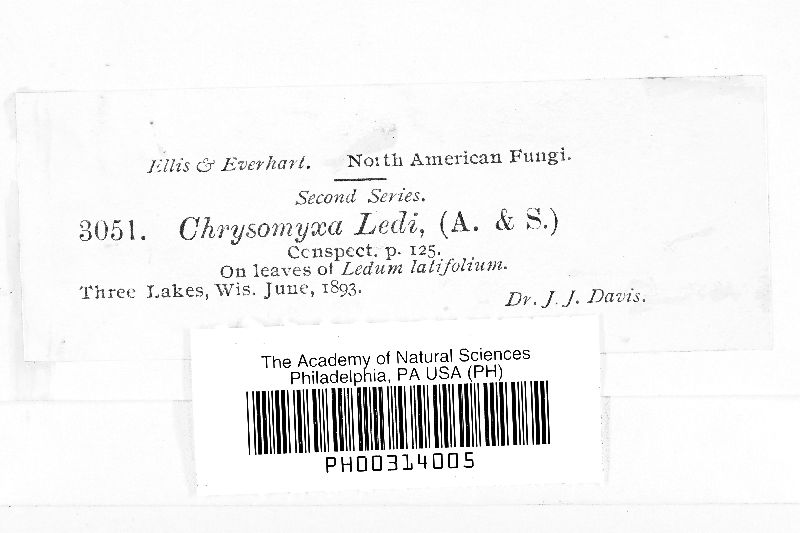 Ellis & Everhart. North American Fungi.
Second Series.
3051. Chrysomyxa Ledi, (A. & S.)
Conspect. p. 125.
On leaves of Ledum latifolium.
Three Lakes, Wis. June, 1893.
Dr. J. J. Davis.
The Academy of Natural Sciences
Philadelphia, PA USA (PH)
PH00314005